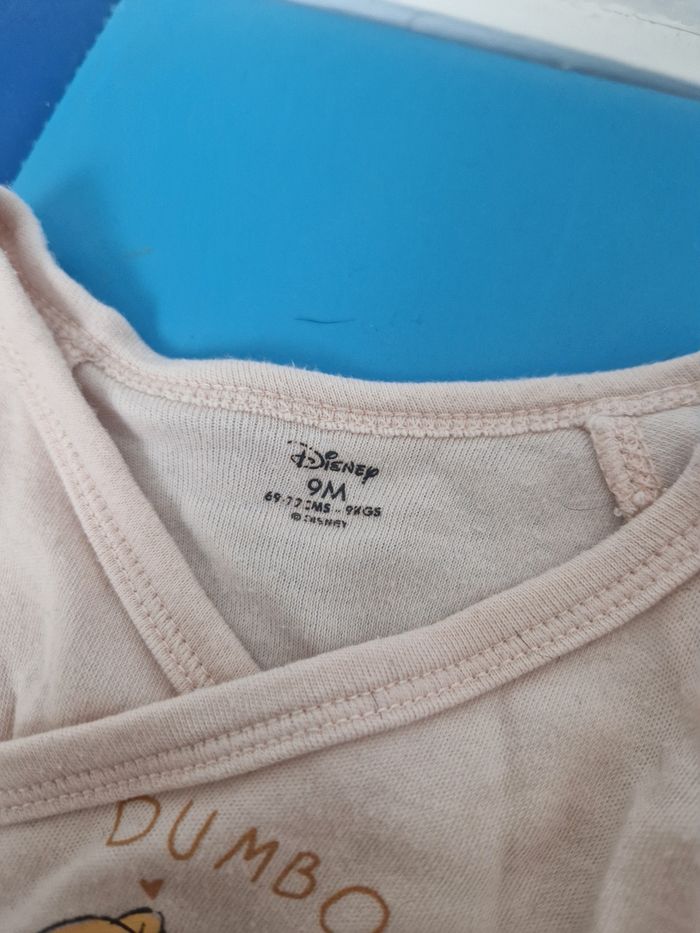 Disney
9M
69-72CMS - 9KGS
© DISNEY
DUMBO